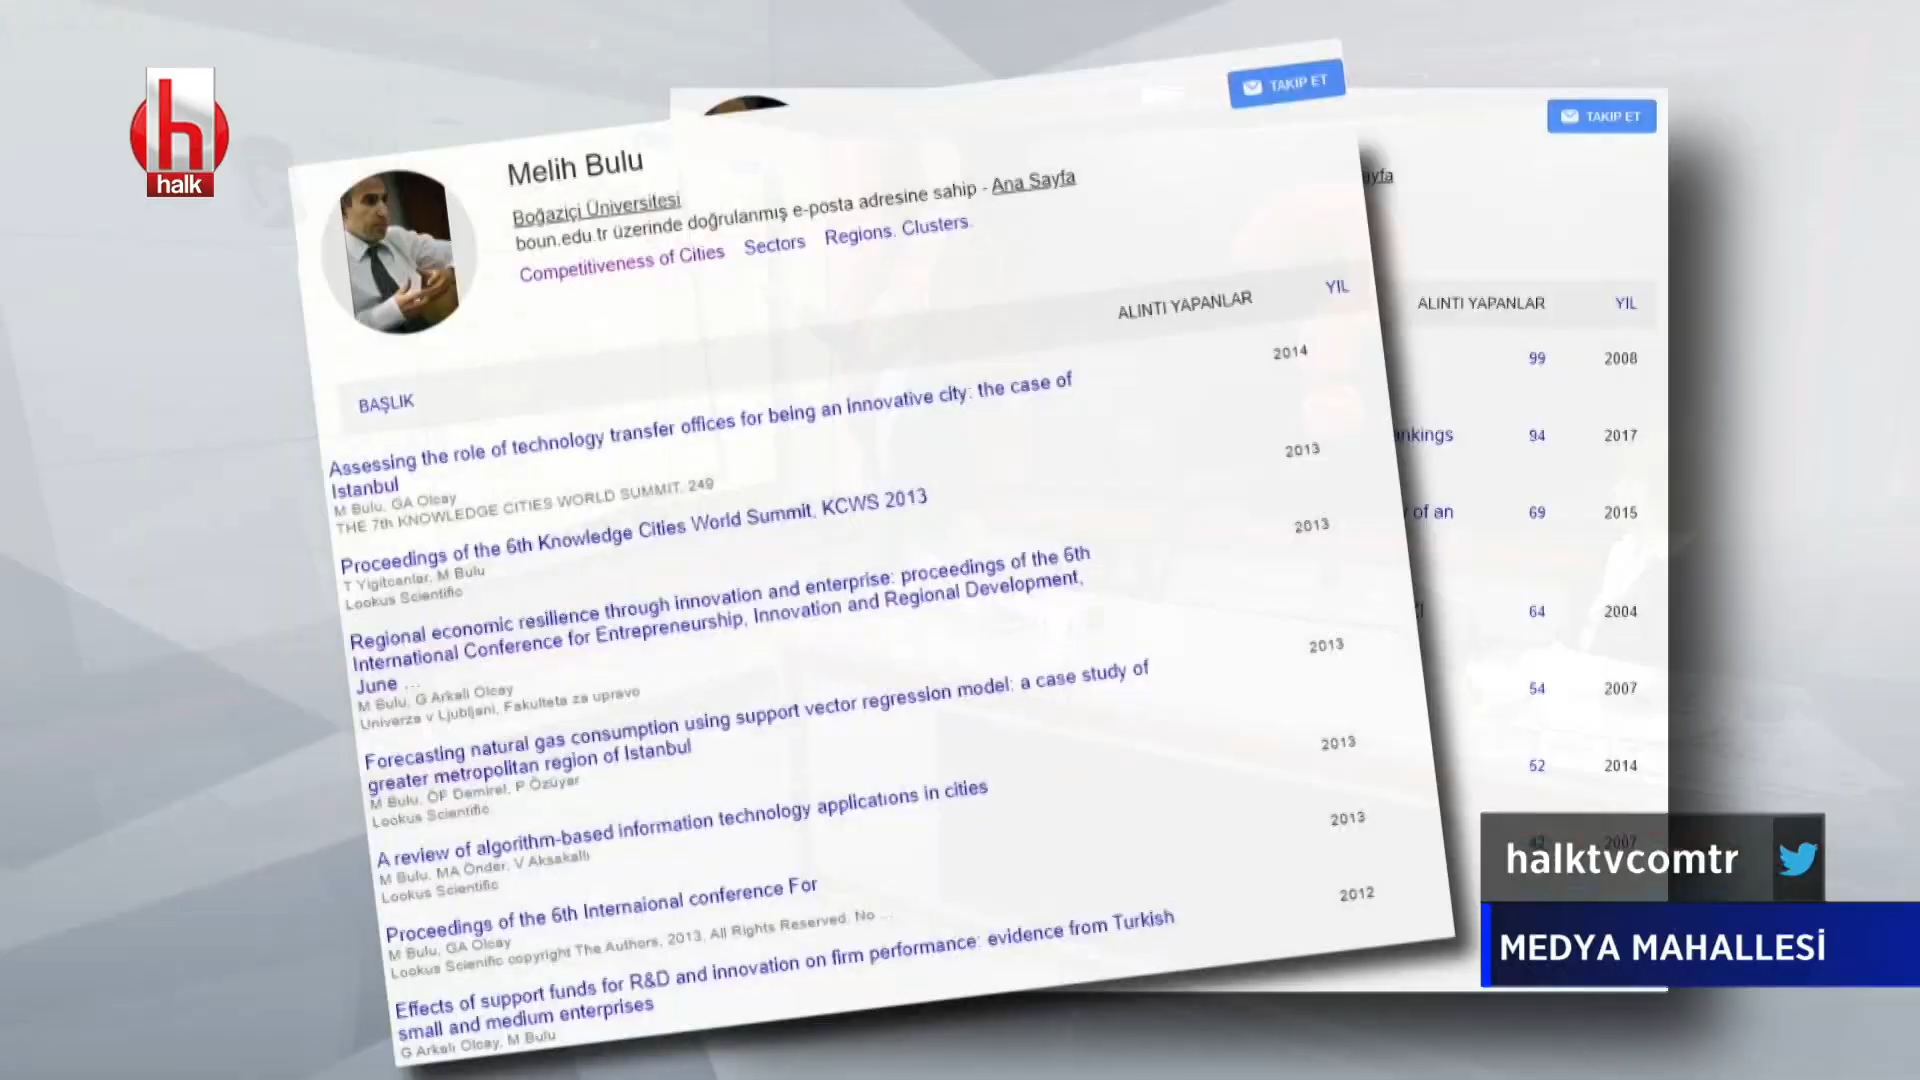 h
halk
TAKIP ET
TAKIP ET
Melih Bulu
Boğaziçi Üniversitesi
boun.edu.tr üzerinde doğrulanmış e-posta adresine sahip - Ana Sayfa
Competitiveness of Cities Sectors Regions. Clusters.
BAŞLIK ALINTI YAPANLAR YIL
Assessing the role of technology transfer offices for being an innovative city: the case of 2014
Istanbul
M Bulu, GA Olcay
THE 7th KNOWLEDGE CITIES WORLD SUMMIT, 249
Proceedings of the 6th Knowledge Cities World Summit, KCWS 2013 2013
T Yigitcanlar, M Bulu
Lookus Scientific
Regional economic resilience through innovation and enterprise: proceedings of the 6th 2013
International Conference for Entrepreneurship, Innovation and Regional Development,
June ...
M Bulu, G Arkali Olcay
Univerza v Ljubljani, Fakulteta za upravo
Forecasting natural gas consumption using support vector regression model: a case study of 2013
greater metropolitan region of Istanbul
M Bulu, ÖF Demirel, P Özüyar
Lookus Scientific
A review of algorithm-based information technology applications in cities 2013
M Bulu, MA Önder, V Aksakalli
Lookus Scientific
Proceedings of the 6th Internaional conference For 2013
M Bulu, GA Olcay
Lookus Scienific copyright The Authors, 2013, All Rights Reserved. No ...
Effects of support funds for R&D and innovation on firm performance: evidence from Turkish 2012
small and medium enterprises
G Arkali Olcay, M Bulu
ayfa
ALINTI YAPANLAR YIL
99 2008
ankings 94 2017
of an 69 2015
64 2004
54 2007
52 2014
2007
halktvcomtr
MEDYA MAHALLESİ